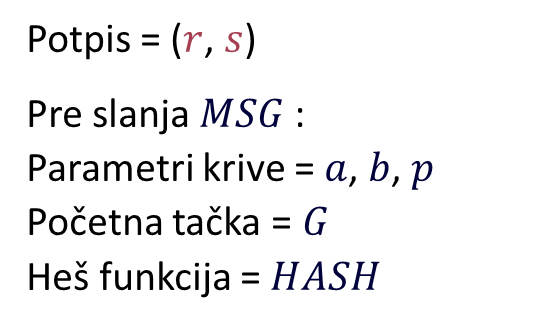 Potpis = (r, s)
Pre slanja MSG :
Parametri krive = a, b, p
Početna tačka = G
Heš funkcija = HASH